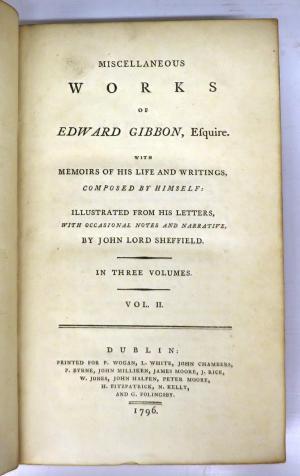 MISCELLANEOUS
WORKS
OF
EDWARD GIBBON, Eſquire.
WITH
MEMOIRS OF HIS LIFE AND WRITINGS,
COMPOSED BY HIMSELF:
ILLUSTRATED FROM HIS LETTERS,
WITH OCCASIONAL NOTES AND NARRATIVE,
BY JOHN LORD SHEFFIELD.
IN THREE VOLUMES.
VOL. II.
DUBLIN:
PRINTED FOR P. WOGAN, L. WHITE, JOHN CHAMBERS,
P. BYRNE, JOHN MILLIKEN, JAMES MOORE, J. RICE,
W. JONES, JOHN HALPEN, PETER MOORE,
H. FITZPATRICK, N. KELLY,
AND G. FOLINGSBY.
1796.